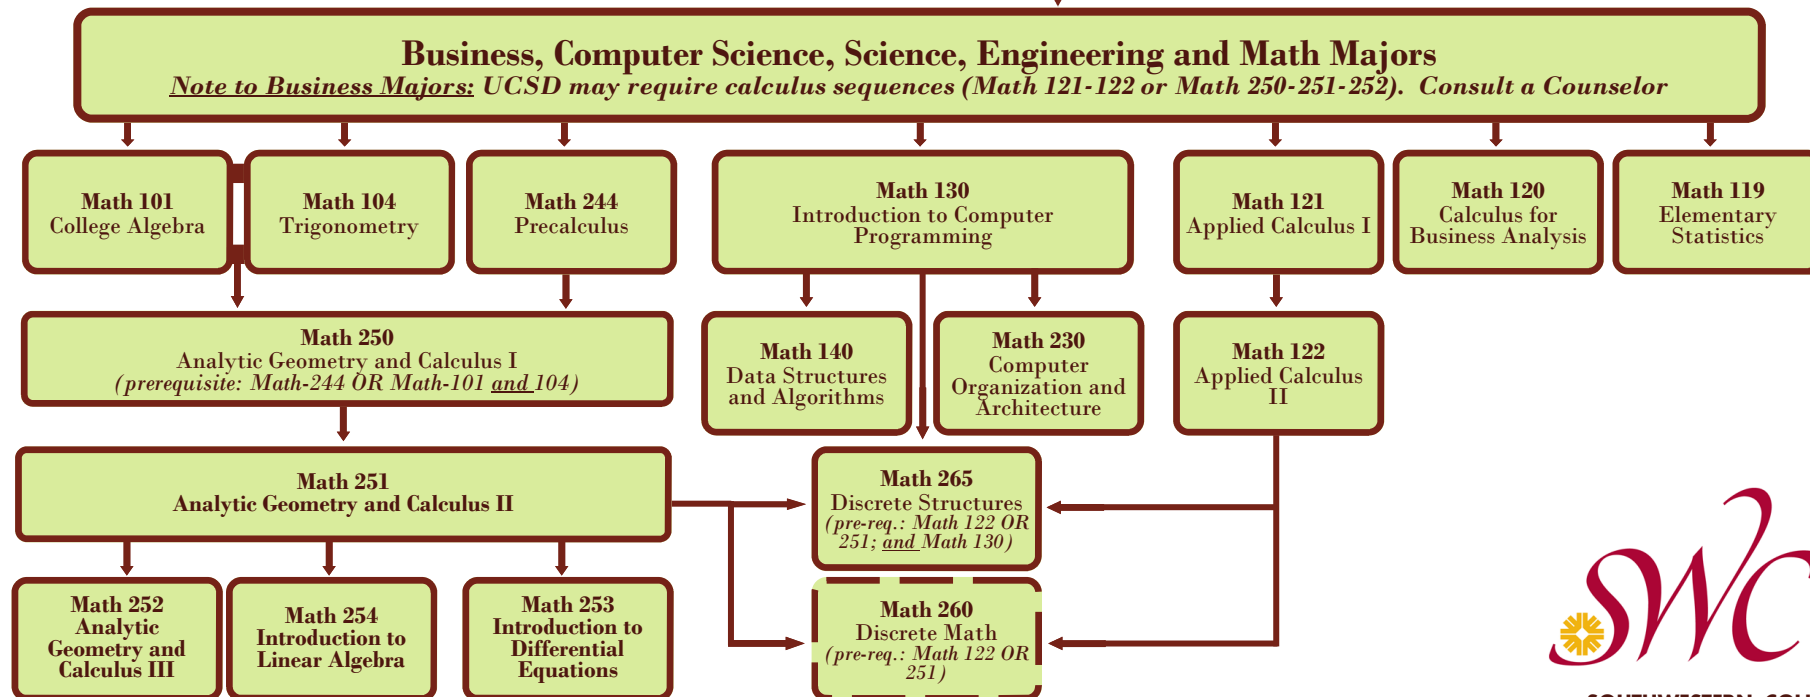 Business, Computer Science, Science, Engineering and Math Majors
Note to Business Majors: UCSD may require calculus sequences (Math 121-122 or Math 250-251-252).  Consult a Counselor
Math 101
College Algebra
Math 104
Trigonometry
Math 244
Precalculus
Math 130
Introduction to Computer
Programming
Math 121
Applied Calculus I
Math 120
Calculus for
Business Analysis
Math 119
Elementary
Statistics
Math 250
Analytic Geometry and Calculus I
(prerequisite: Math-244 OR Math-101 and 104)
Math 140
Data Structures
and Algorithms
Math 230
Computer
Organization and
Architecture
Math 122
Applied Calculus
II
Math 251
Analytic Geometry and Calculus II
Math 265
Discrete Structures
(pre-req.: Math 122 OR
251; and Math 130)
Math 252
Analytic
Geometry and
Calculus III
Math 254
Introduction to
Linear Algebra
Math 253
Introduction to
Differential
Equations
Math 260
Discrete Math
(pre-req.: Math 122 OR
251)
SWC